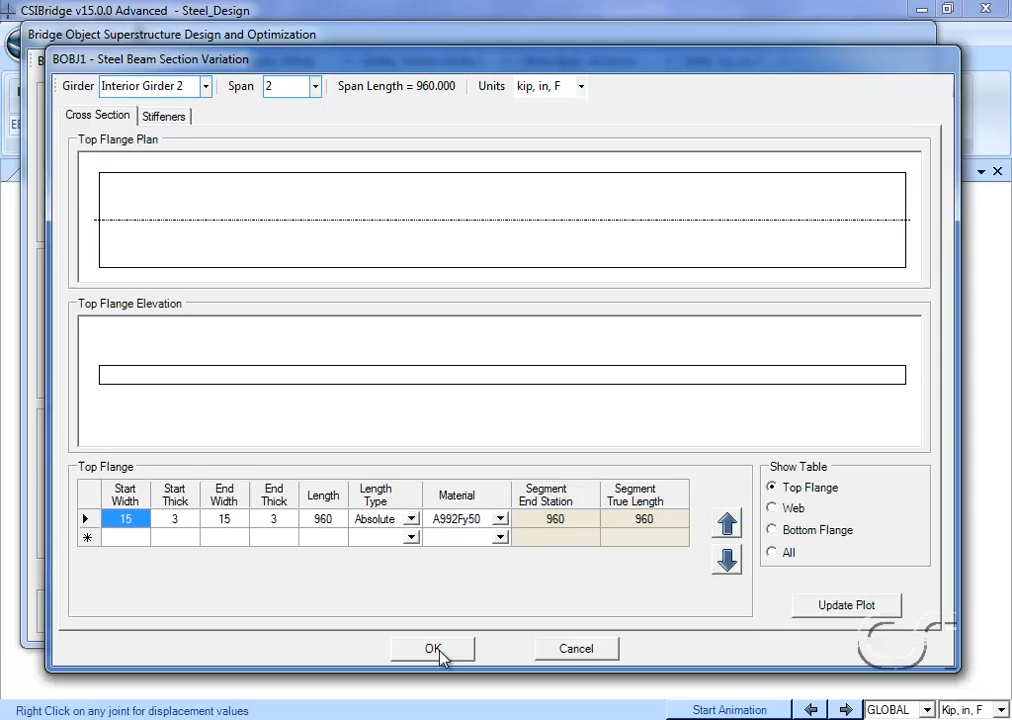 CSIBridge v15.0.0 Advanced - Steel_Design
Bridge Object Superstructure Design and Optimization
BOBJ1 - Steel Beam Section Variation
Girder Interior Girder 2 Span 2 Span Length = 960.000 Units kip, in, F
Cross Section Stiffeners
Top Flange Plan
Top Flange Elevation
Top Flange
Start Width Start Thick End Width End Thick Length Length Type Material Segment End Station Segment True Length
15 3 15 3 960 Absolute A992Fy50 960 960
Show Table
Top Flange
Web
Bottom Flange
All
Update Plot
OK Cancel
Right Click on any joint for displacement values Start Animation GLOBAL Kip, in, F